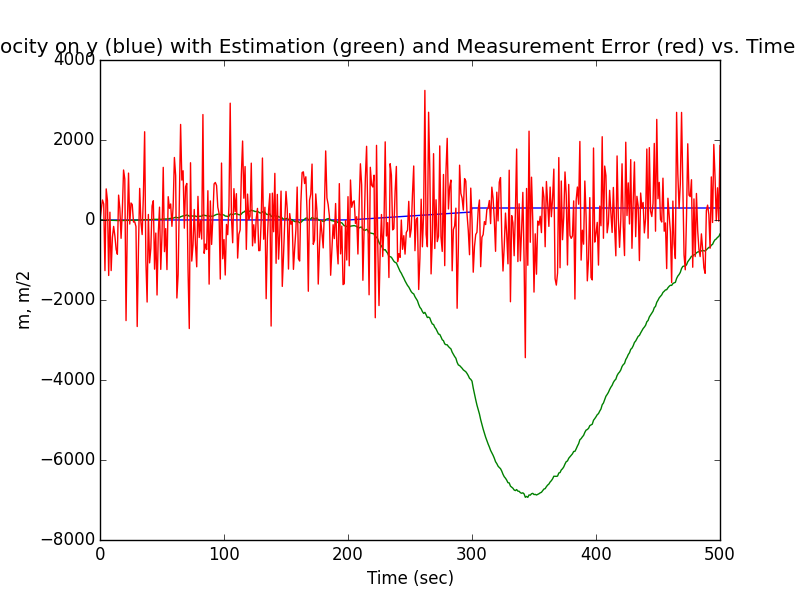 ocity on y (blue) with Estimation (green) and Measurement Error (red) vs. Time
4000
2000
0
−2000
−4000
−6000
−8000
m, m/2
0 100 200 300 400 500
Time (sec)